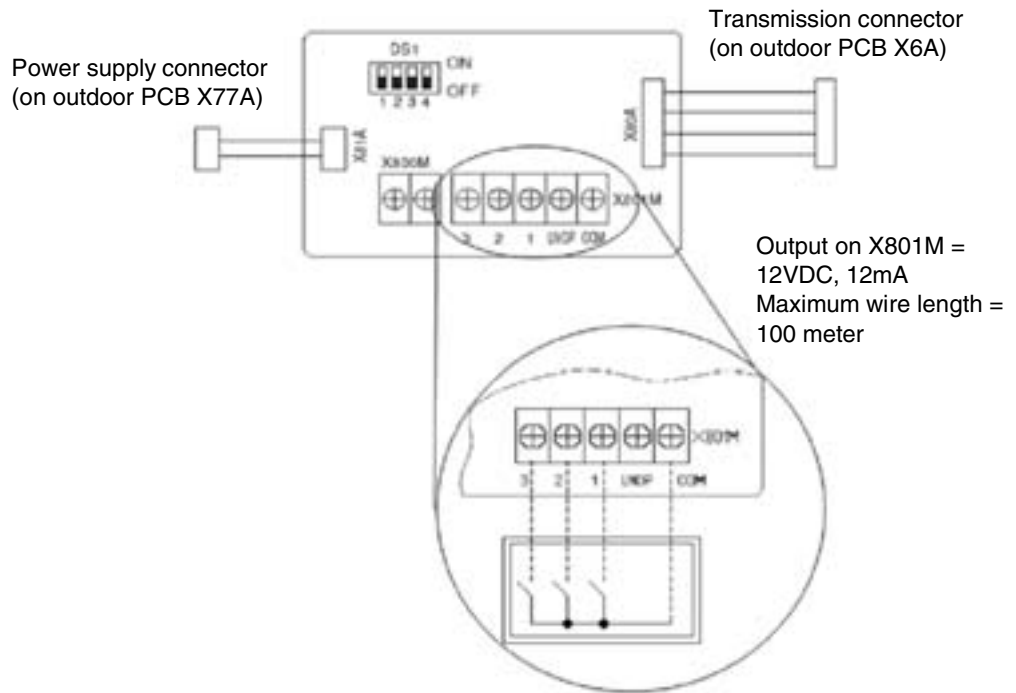 Transmission connector
(on outdoor PCB X6A)
Power supply connector
(on outdoor PCB X77A)
DS1
ON
OFF
1 2 3 4
X81A
X80A
X800M
X801M
3 2 1 COM
Output on X801M =
12VDC, 12mA
Maximum wire length =
100 meter
X801M
3 2 1 COM